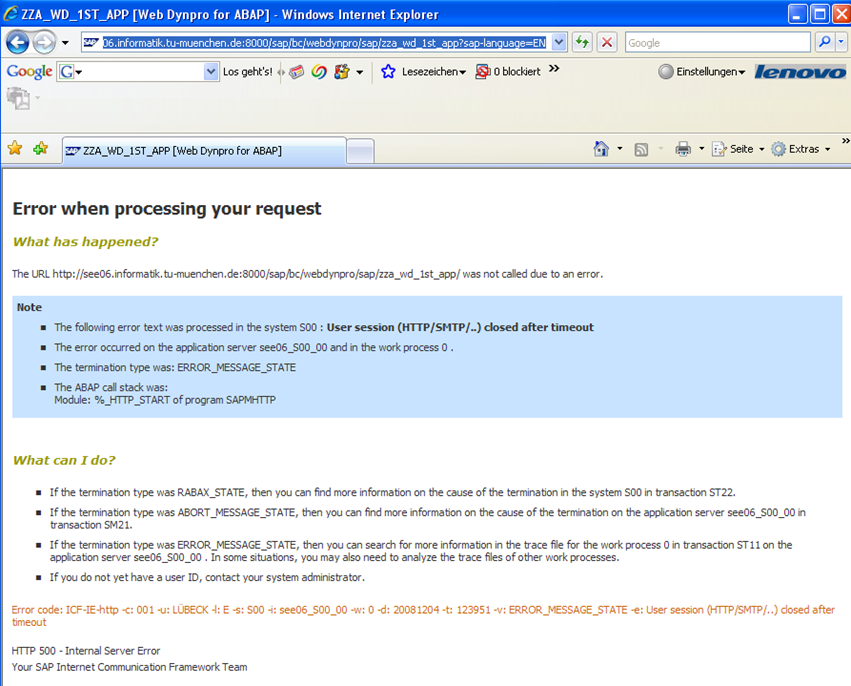 ZZA_WD_1ST_APP [Web Dynpro for ABAP] - Windows Internet Explorer
SAP 06.informatik.tu-muenchen.de:8000/sap/bc/webdynpro/sap/zza_wd_1st_app?sap-language=EN Google
Google G Los geht's! Lesezeichen 0 blockiert » Einstellungen lenovo
SAP ZZA_WD_1ST_APP [Web Dynpro for ABAP] Seite Extras »
Error when processing your request
What has happened?
The URL http://see06.informatik.tu-muenchen.de:8000/sap/bc/webdynpro/sap/zza_wd_1st_app/ was not called due to an error.
Note
The following error text was processed in the system S00 : User session (HTTP/SMTP/..) closed after timeout
The error occurred on the application server see06_S00_00 and in the work process 0 .
The termination type was: ERROR_MESSAGE_STATE
The ABAP call stack was:
Module: %_HTTP_START of program SAPMHTTP
What can I do?
If the termination type was RABAX_STATE, then you can find more information on the cause of the termination in the system S00 in transaction ST22.
If the termination type was ABORT_MESSAGE_STATE, then you can find more information on the cause of the termination on the application server see06_S00_00 in
transaction SM21.
If the termination type was ERROR_MESSAGE_STATE, then you can search for more information in the trace file for the work process 0 in transaction ST11 on the
application server see06_S00_00 . In some situations, you may also need to analyze the trace files of other work processes.
If you do not yet have a user ID, contact your system administrator.
Error code: ICF-IE-http -c: 001 -u: LÜBECK -l: E -s: S00 -i: see06_S00_00 -w: 0 -d: 20081204 -t: 123951 -v: ERROR_MESSAGE_STATE -e: User session (HTTP/SMTP/..) closed after
timeout
HTTP 500 - Internal Server Error
Your SAP Internet Communication Framework Team